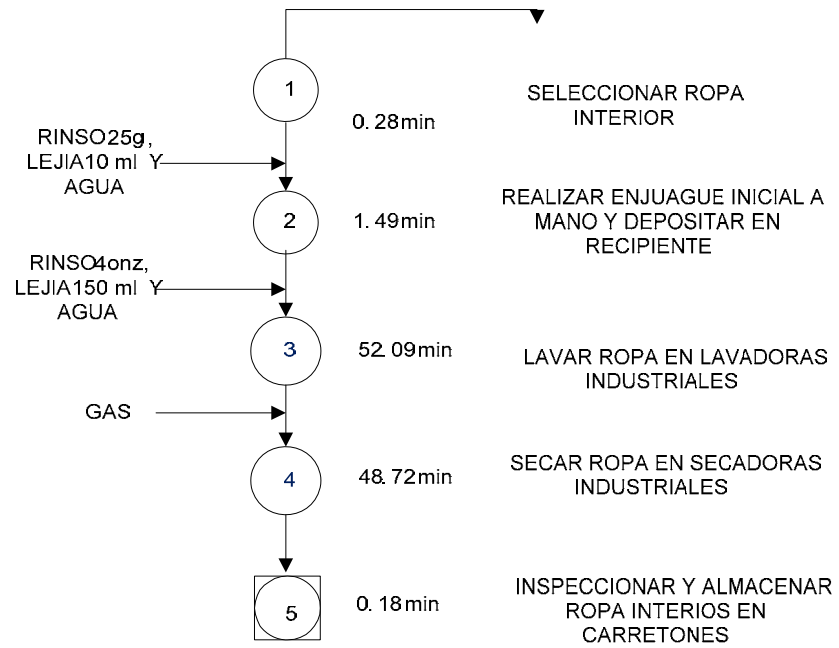 1
0.28min
SELECCIONAR ROPA
INTERIOR
RINSO25g,
LEJIA10 ml Y
AGUA
2
1.49min
REALIZAR ENJUAGUE INICIAL A
MANO Y DEPOSITAR EN
RECIPIENTE
RINSO4onz,
LEJIA150 ml Y
AGUA
3
52.09min
LAVAR ROPA EN LAVADORAS
INDUSTRIALES
GAS
4
48.72min
SECAR ROPA EN SECADORAS
INDUSTRIALES
5
0.18min
INSPECCIONAR Y ALMACENAR
ROPA INTERIOS EN
CARRETONES